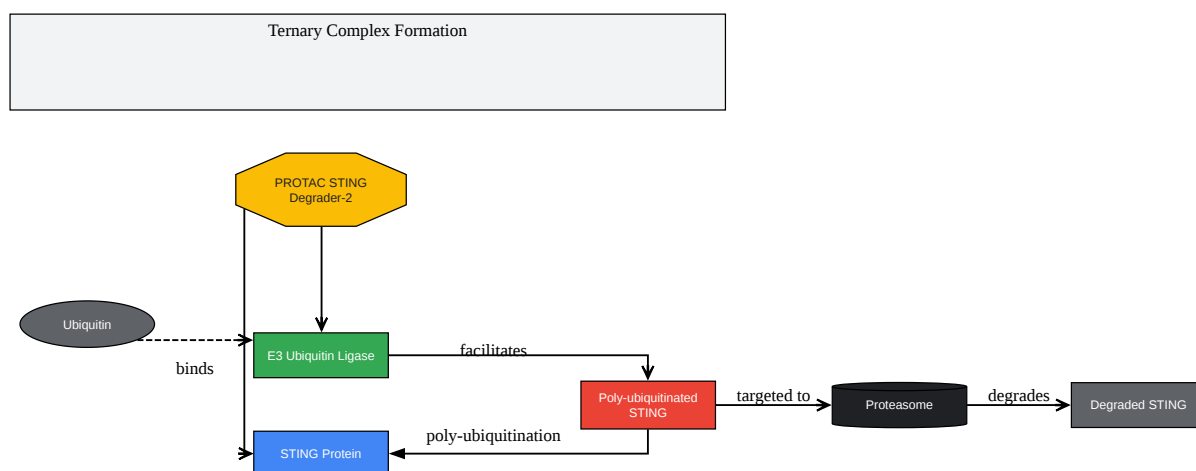 Ternary Complex Formation
PROTAC STING
Degrader-2
Ubiquitin
binds
E3 Ubiquitin Ligase
facilitates
Poly-ubiquitinated
STING
targeted to
Proteasome
degrades
Degraded STING
poly-ubiquitination
STING Protein